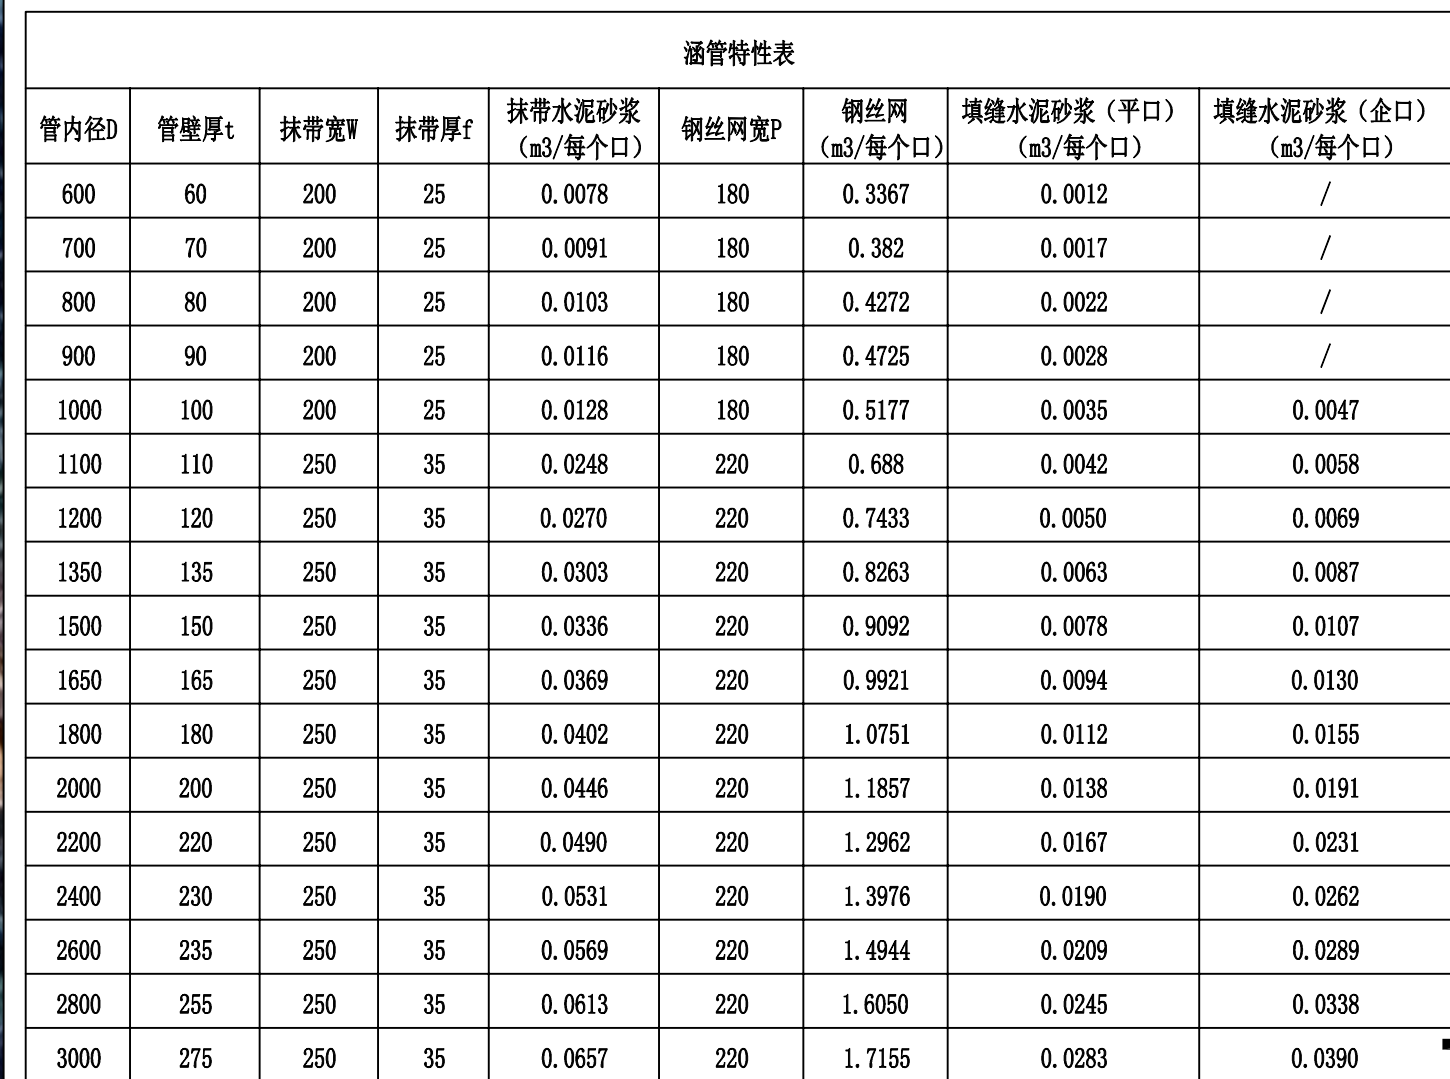 涵管特性表
管内径D 管壁厚t 抹带宽W 抹带厚f 抹带水泥砂浆（m3/每个口） 钢丝网宽P 钢丝网（m3/每个口） 填缝水泥砂浆（平口）（m3/每个口） 填缝水泥砂浆（企口）（m3/每个口）
600 60 200 25 0.0078 180 0.3367 0.0012 /
700 70 200 25 0.0091 180 0.382 0.0017 /
800 80 200 25 0.0103 180 0.4272 0.0022 /
900 90 200 25 0.0116 180 0.4725 0.0028 /
1000 100 200 25 0.0128 180 0.5177 0.0035 0.0047
1100 110 250 35 0.0248 220 0.688 0.0042 0.0058
1200 120 250 35 0.0270 220 0.7433 0.0050 0.0069
1350 135 250 35 0.0303 220 0.8263 0.0063 0.0087
1500 150 250 35 0.0336 220 0.9092 0.0078 0.0107
1650 165 250 35 0.0369 220 0.9921 0.0094 0.0130
1800 180 250 35 0.0402 220 1.0751 0.0112 0.0155
2000 200 250 35 0.0446 220 1.1857 0.0138 0.0191
2200 220 250 35 0.0490 220 1.2962 0.0167 0.0231
2400 230 250 35 0.0531 220 1.3976 0.0190 0.0262
2600 235 250 35 0.0569 220 1.4944 0.0209 0.0289
2800 255 250 35 0.0613 220 1.6050 0.0245 0.0338
3000 275 250 35 0.0657 220 1.7155 0.0283 0.0390